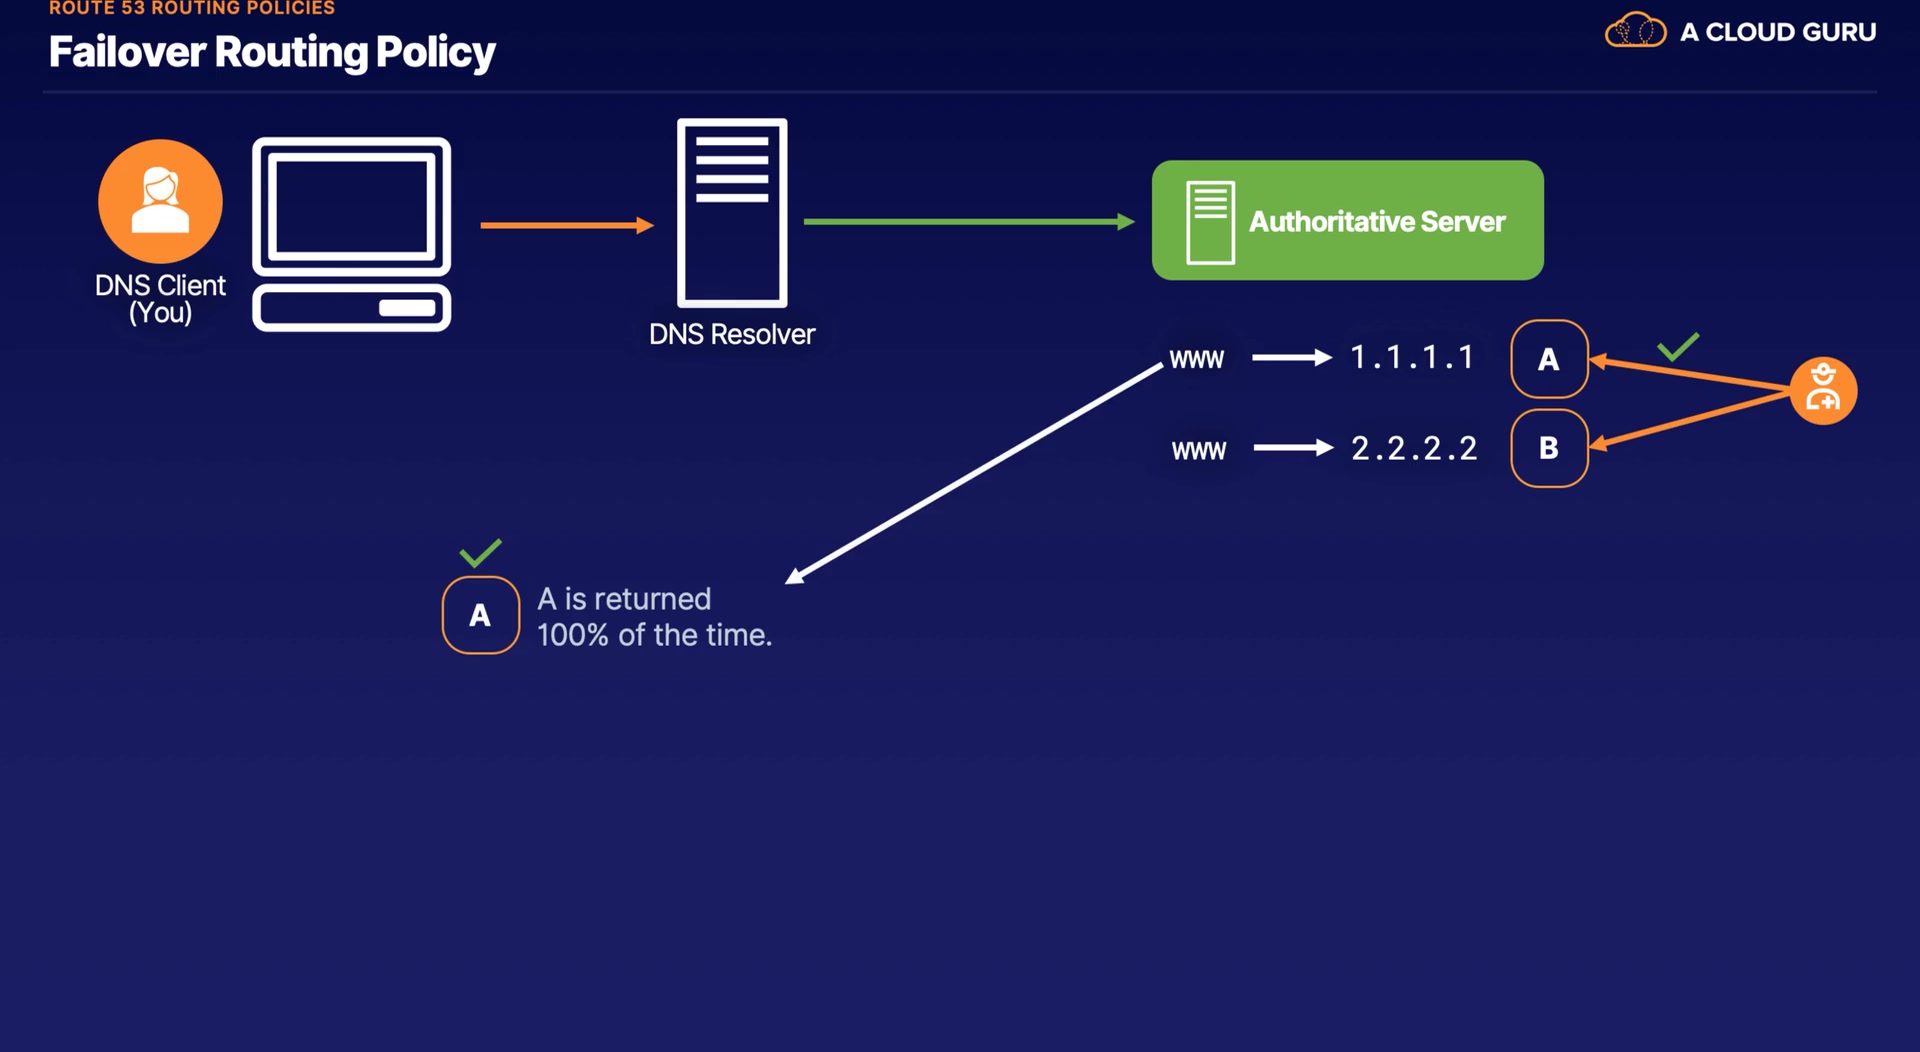 ROUTE 53 ROUTING POLICIES
Failover Routing Policy
A CLOUD GURU
DNS Client
(You)
DNS Resolver
Authoritative Server
www 1.1.1.1 A
www 2.2.2.2 B
A
A is returned
100% of the time.